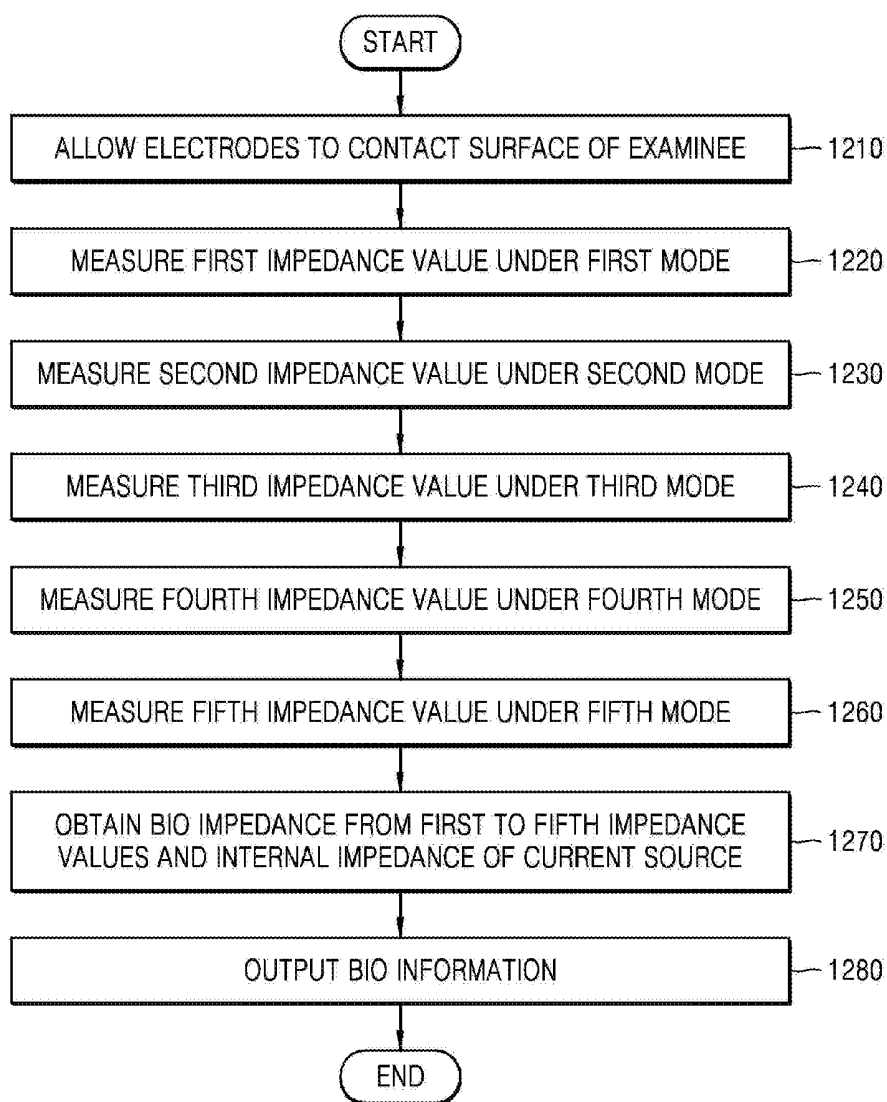 START
ALLOW ELECTRODES TO CONTACT SURFACE OF EXAMINEE
1210
MEASURE FIRST IMPEDANCE VALUE UNDER FIRST MODE
1220
MEASURE SECOND IMPEDANCE VALUE UNDER SECOND MODE
1230
MEASURE THIRD IMPEDANCE VALUE UNDER THIRD MODE
1240
MEASURE FOURTH IMPEDANCE VALUE UNDER FOURTH MODE
1250
MEASURE FIFTH IMPEDANCE VALUE UNDER FIFTH MODE
1260
OBTAIN BIO IMPEDANCE FROM FIRST TO FIFTH IMPEDANCE
VALUES AND INTERNAL IMPEDANCE OF CURRENT SOURCE
1270
OUTPUT BIO INFORMATION
1280
END